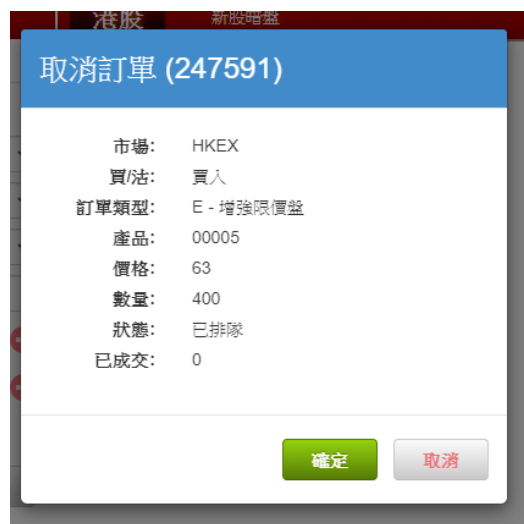 港股 新股暗盤
取消訂單 (247591)
市場: HKEX
買/沽: 買入
訂單類型: E - 增強限價盤
產品: 00005
價格: 63
數量: 400
狀態: 已排隊
已成交: 0
確定 取消